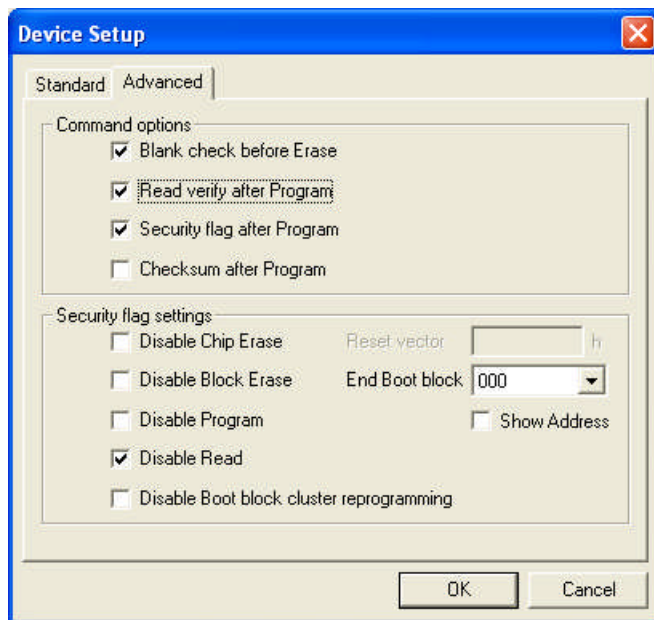 Device Setup
Standard
Advanced
Command options
Blank check before Erase
Read verify after Program
Security flag after Program
Checksum after Program
Security flag settings
Disable Chip Erase
Reset vector
h
Disable Block Erase
End Boot block
000
Disable Program
Show Address
Disable Read
Disable Boot block cluster reprogramming
OK
Cancel